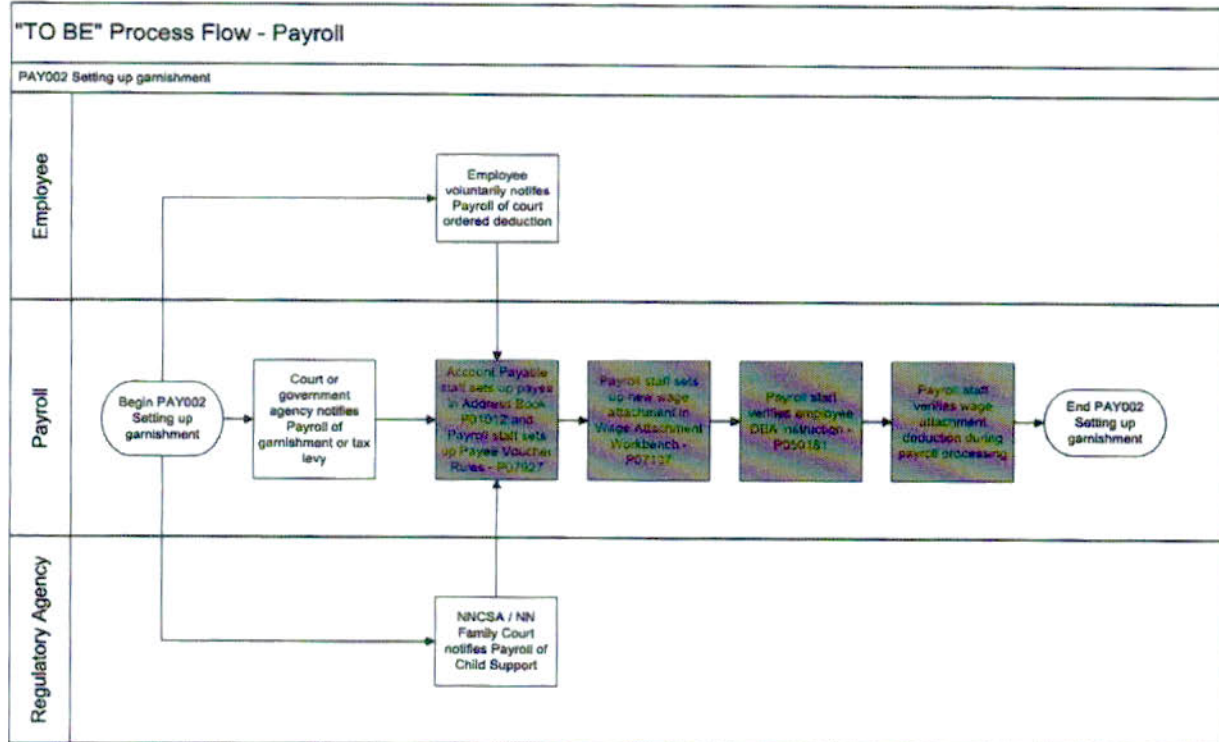 "TO BE" Process Flow - Payroll
PAY002 Setting up garnishment
Employee
Employee
voluntarily notifes
Payroll of court
ordered deduction
Payroll
Begin PAY002
Setting up
garnishment
Court or
government
agency notifies
Payroll of
garnishment or tax
levy
Account Payable
staff sets up payee
in Address Book
P01012 and
Payroll staff sets
up Payee Voucher
Rules - P07927
Payroll staff sets
up new wage
attachment in
Wage Attachment
Workbench -
Payroll staff
verifies employee
DBA instruction -
P050181
Payroll staff
verifies wage
attachment
deduction during
payroll processing
End PAY002
Setting up
garnishment
Regulatory Agency
NNCSA / NN
Family Court
notifies Payroll of
Child Support